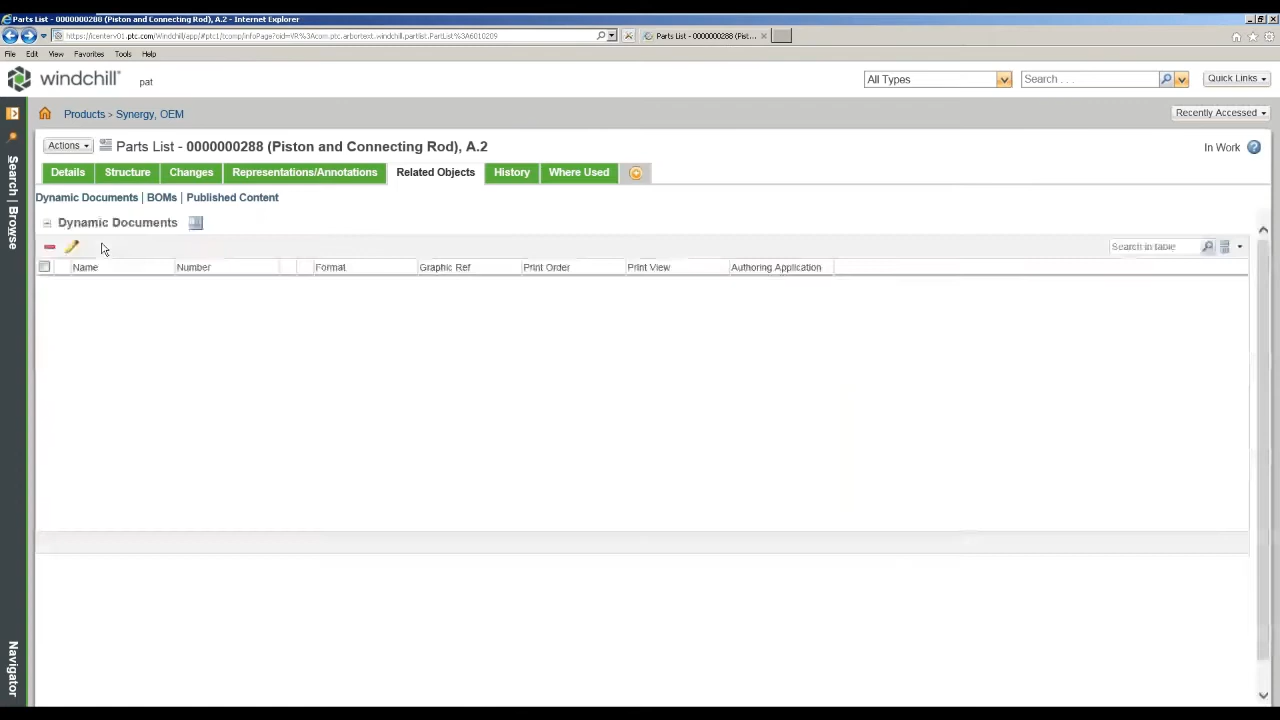 Parts List - 0000000288 (Piston and Connecting Rod), A.2 - Internet Explorer
Parts List - 0000000288 (Pist...
File Edit View Favorites Tools Help
windchill® pat All Types Search . . . Quick Links
Products > Synergy, OEM Recently Accessed
Actions Parts List - 0000000288 (Piston and Connecting Rod), A.2 In Work
Details Structure Changes Representations/Annotations Related Objects History Where Used
Search | Browse
Dynamic Documents | BOMs | Published Content
Dynamic Documents
Search in table
Name Number Format Graphic Ref Print Order Print View Authoring Application
Navigator